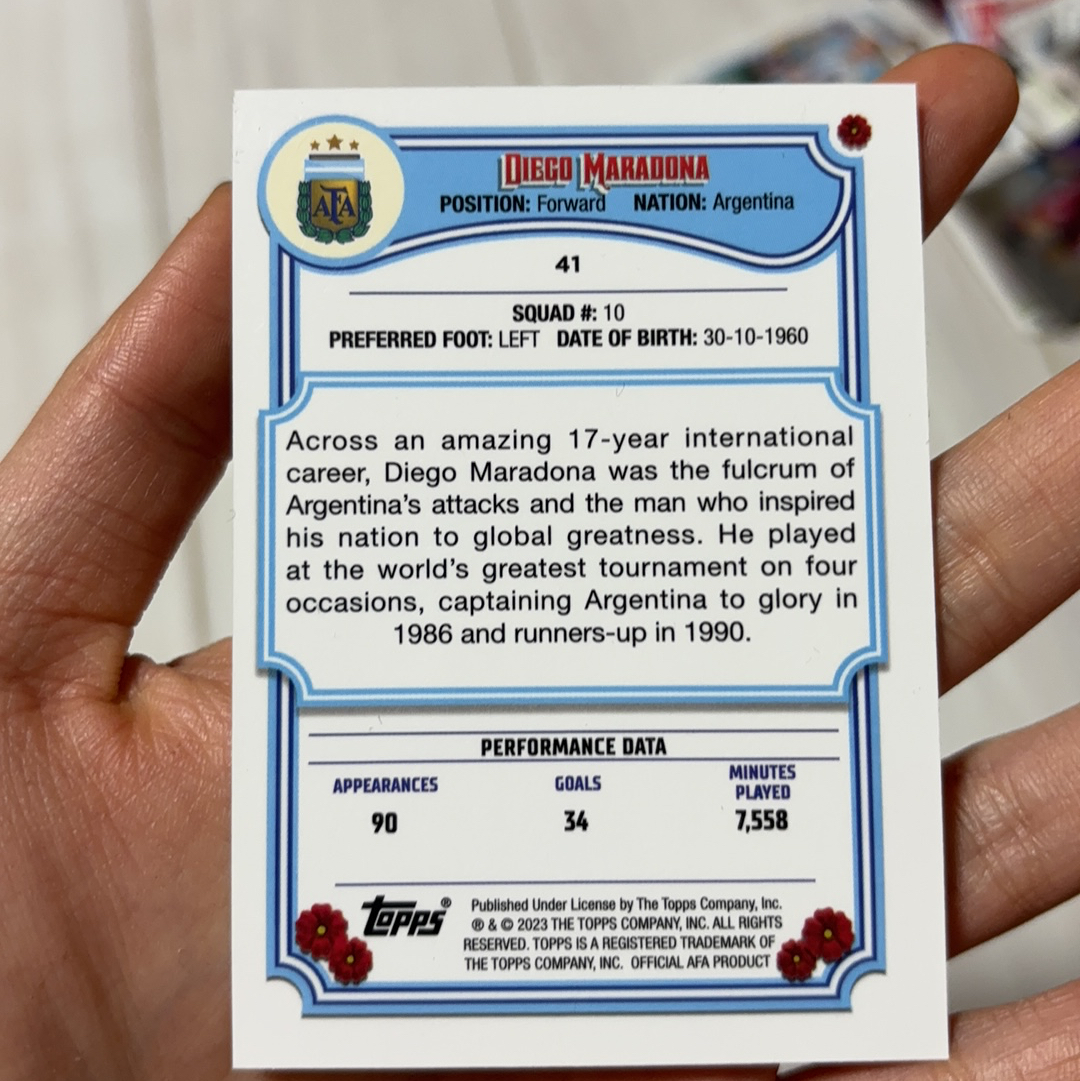 AFA
DIEGO MARADONA
POSITION: Forward NATION: Argentina
41
SQUAD #: 10
PREFERRED FOOT: LEFT DATE OF BIRTH: 30-10-1960
Across an amazing 17-year international
career, Diego Maradona was the fulcrum of
Argentina's attacks and the man who inspired
his nation to global greatness. He played
at the world's greatest tournament on four
occasions, captaining Argentina to glory in
1986 and runners-up in 1990.
PERFORMANCE DATA
APPEARANCES GOALS MINUTES
PLAYED
90 34 7,558
topps®
Published Under License by The Topps Company, Inc.
® & © 2023 THE TOPPS COMPANY, INC. ALL RIGHTS
RESERVED. TOPPS IS A REGISTERED TRADEMARK OF
THE TOPPS COMPANY, INC. OFFICIAL AFA PRODUCT